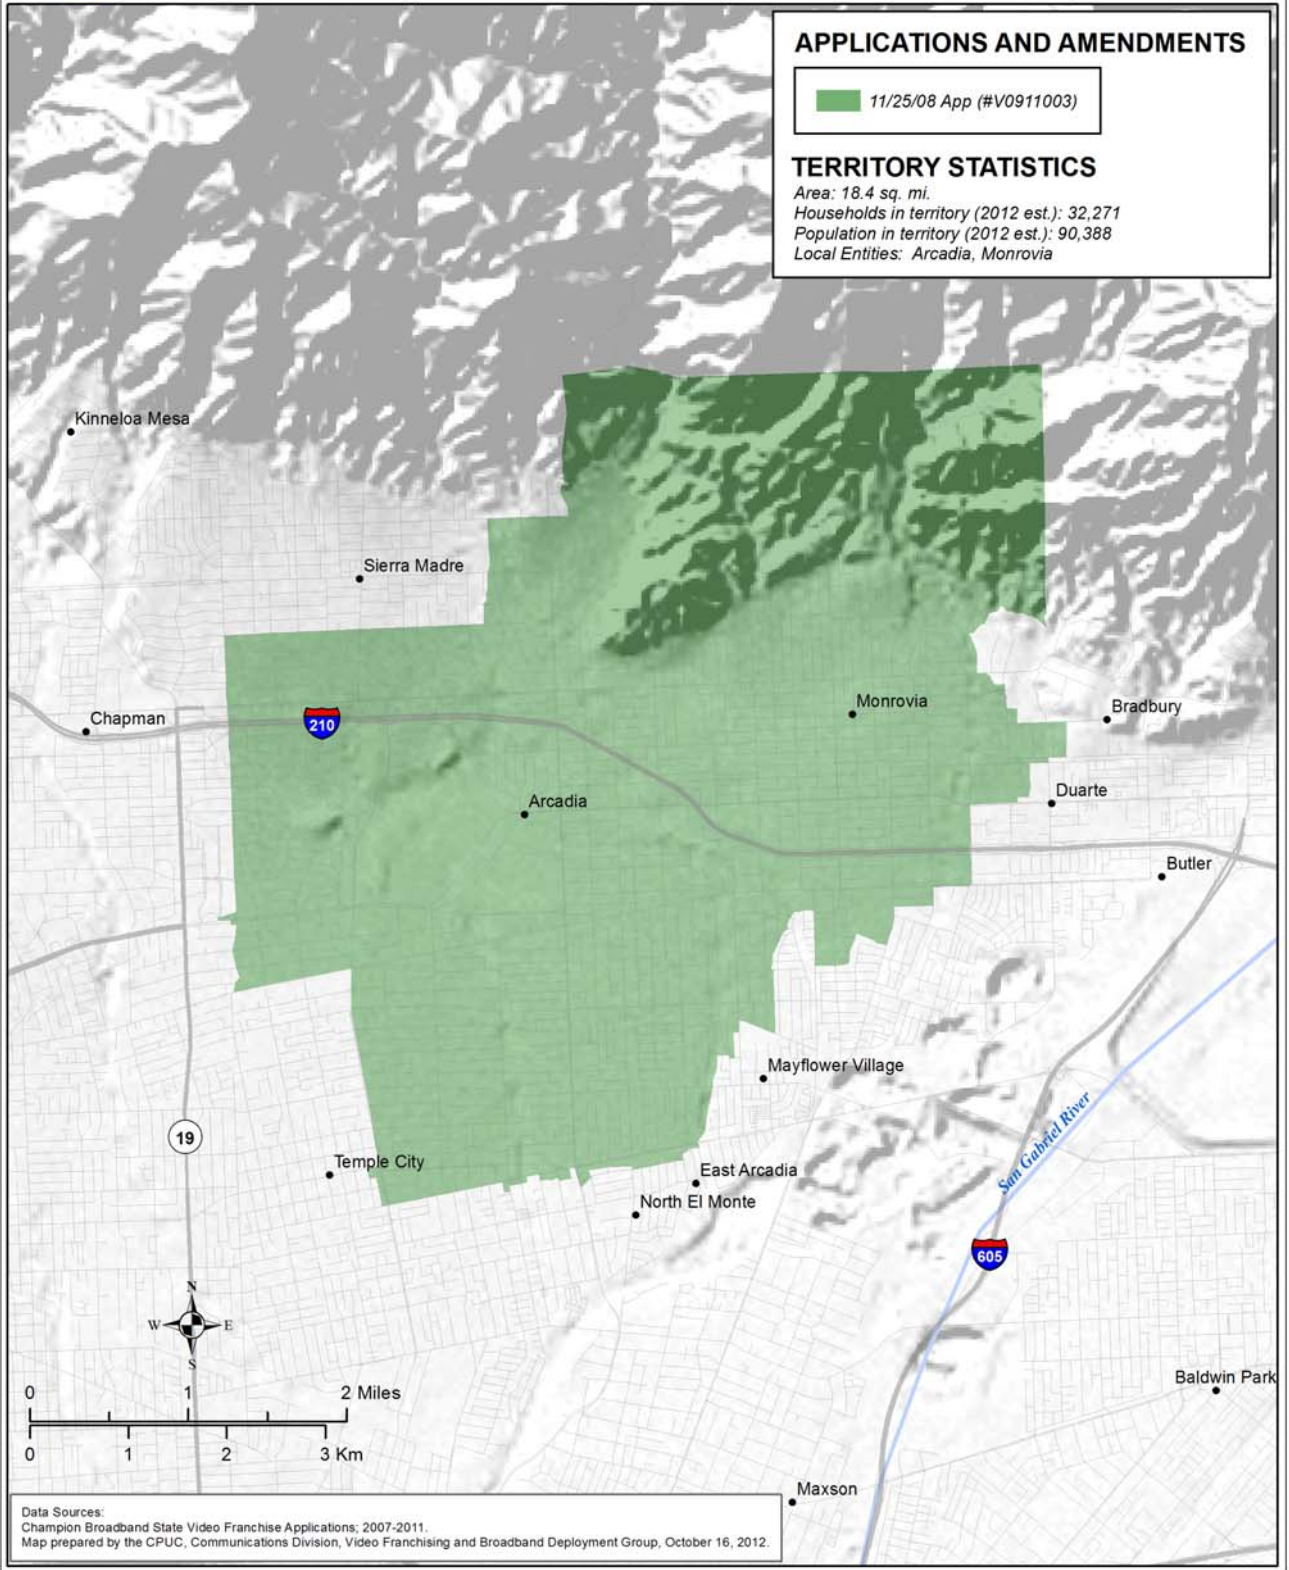 APPLICATIONS AND AMENDMENTS
11/25/08 App (#V0911003)
TERRITORY STATISTICS
Area: 18.4 sq. mi.
Households in territory (2012 est.): 32,271
Population in territory (2012 est.): 90,388
Local Entities: Arcadia, Monrovia
Kinneloa Mesa
Sierra Madre
Chapman
210
Monrovia
Bradbury
Arcadia
Duarte
Butler
Mayflower Village
San Gabriel River
19
Temple City
East Arcadia
North El Monte
605
N
W E
S
Baldwin Park
0 1 2 Miles
0 1 2 3 Km
Maxson
Data Sources:
Champion Broadband State Video Franchise Applications; 2007-2011.
Map prepared by the CPUC, Communications Division, Video Franchising and Broadband Deployment Group, October 16, 2012.